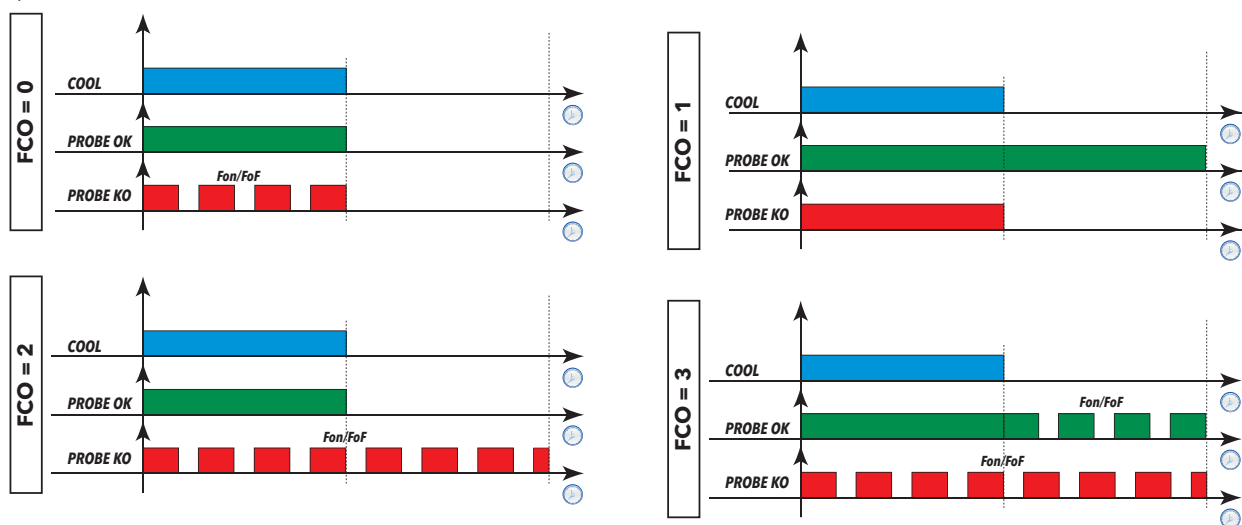 FCO = 0
COOL
PROBE OK
Fon/FoF
PROBE KO
FCO = 1
COOL
PROBE OK
PROBE KO
FCO = 2
COOL
PROBE OK
Fon/FoF
PROBE KO
FCO = 3
COOL
Fon/FoF
PROBE OK
Fon/FoF
PROBE KO